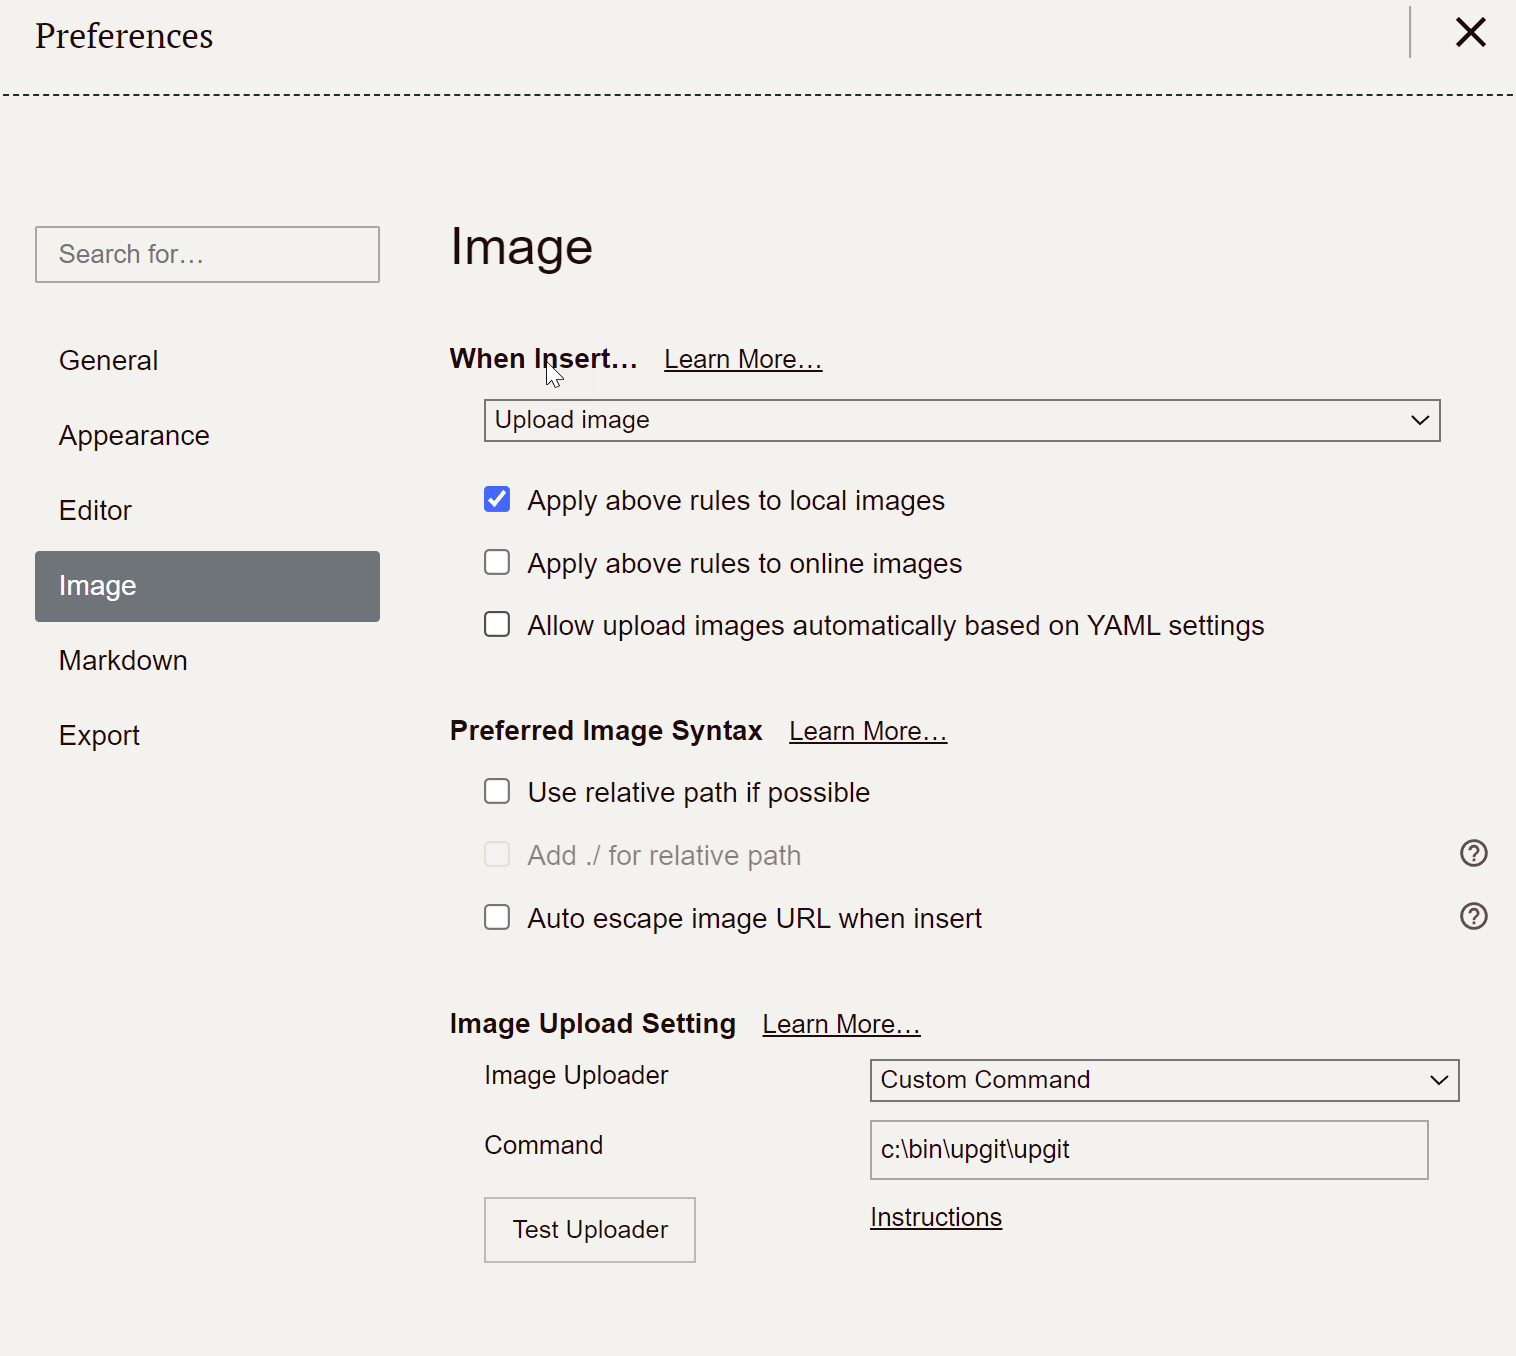 Preferences
Search for…
General
Appearance
Editor
Image
Markdown
Export
Image
When Insert… Learn More…
Upload image
Apply above rules to local images
Apply above rules to online images
Allow upload images automatically based on YAML settings
Preferred Image Syntax Learn More…
Use relative path if possible
Add ./ for relative path
Auto escape image URL when insert
Image Upload Setting Learn More…
Image Uploader Custom Command
Command c:\bin\upgit\upgit
Test Uploader Instructions